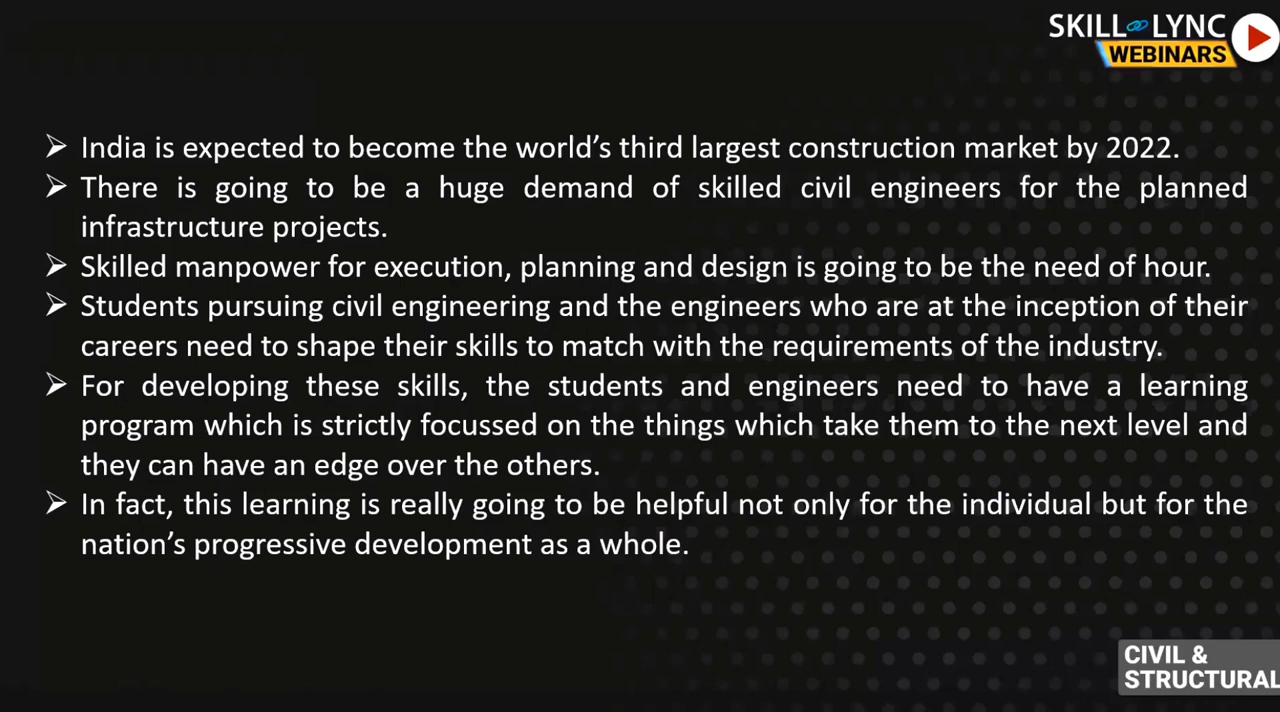 SKILL LYNC
WEBINARS
India is expected to become the world’s third largest construction market by 2022.
There is going to be a huge demand of skilled civil engineers for the planned
infrastructure projects.
Skilled manpower for execution, planning and design is going to be the need of hour.
Students pursuing civil engineering and the engineers who are at the inception of their
careers need to shape their skills to match with the requirements of the industry.
For developing these skills, the students and engineers need to have a learning
program which is strictly focussed on the things which take them to the next level and
they can have an edge over the others.
In fact, this learning is really going to be helpful not only for the individual but for the
nation’s progressive development as a whole.
CIVIL &
STRUCTURAL